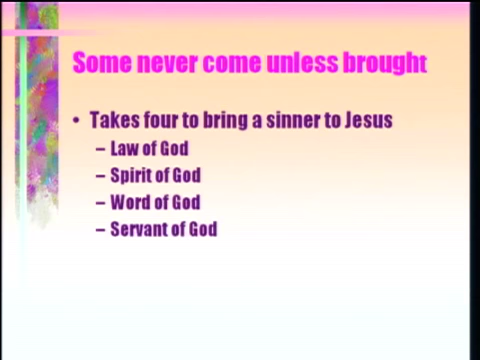 Some never come unless brought
• Takes four to bring a sinner to Jesus
– Law of God
– Spirit of God
– Word of God
– Servant of God